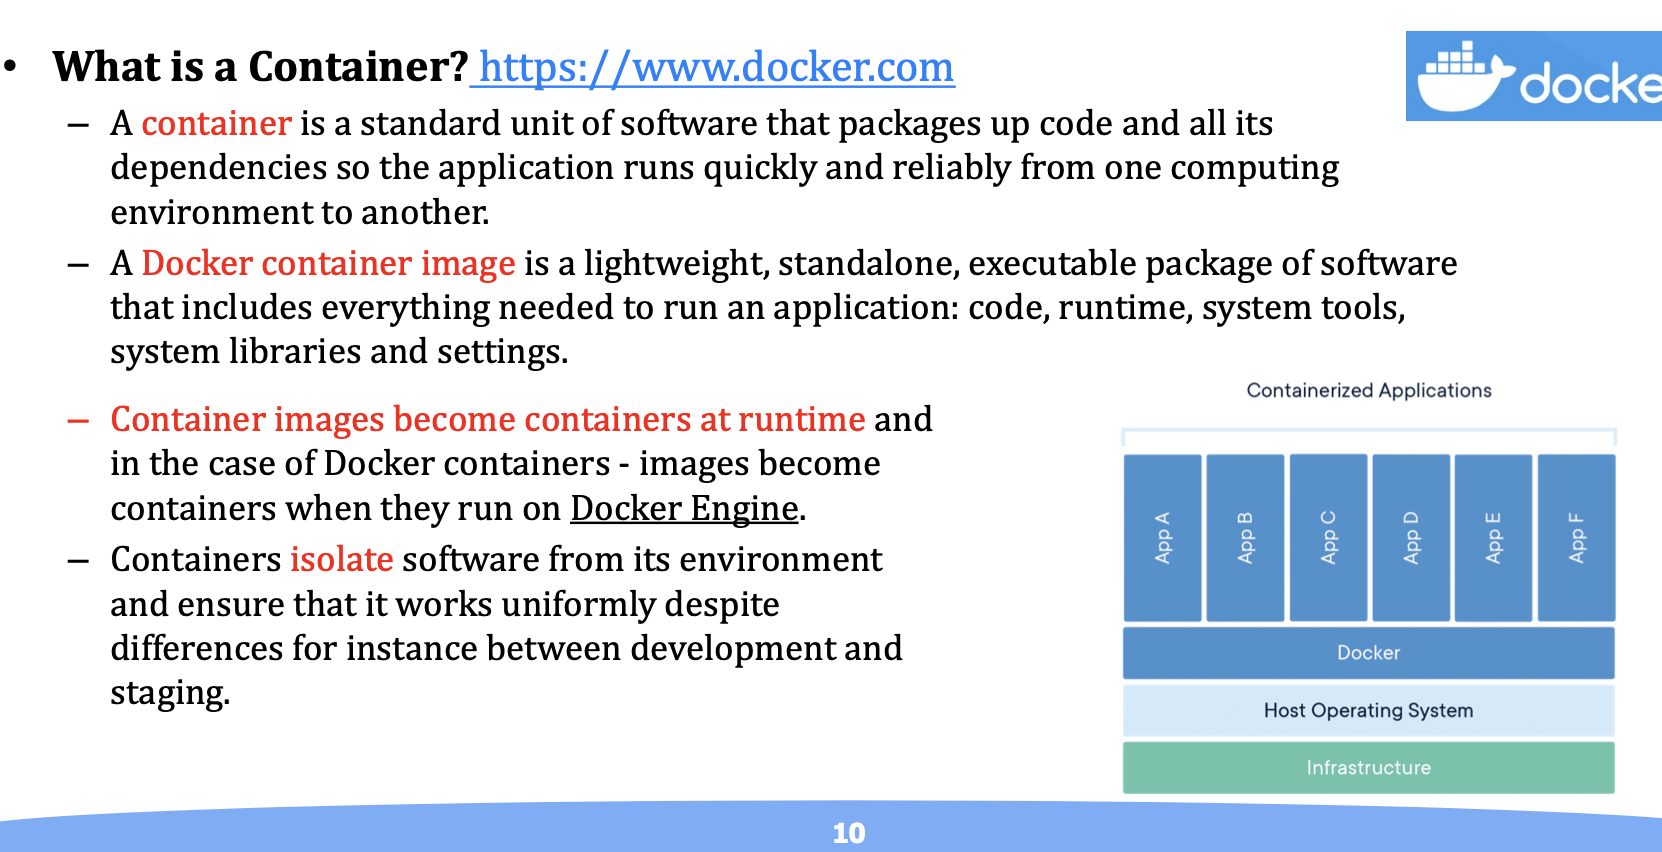 • What is a Container? https://www.docker.com
– A container is a standard unit of software that packages up code and all its
dependencies so the application runs quickly and reliably from one computing
environment to another.
– A Docker container image is a lightweight, standalone, executable package of software
that includes everything needed to run an application: code, runtime, system tools,
system libraries and settings.
– Container images become containers at runtime and
in the case of Docker containers - images become
containers when they run on Docker Engine.
– Containers isolate software from its environment
and ensure that it works uniformly despite
differences for instance between development and
staging.
docke
Containerized Applications
App A
App B
App C
App D
App E
App F
Docker
Host Operating System
Infrastructure
10